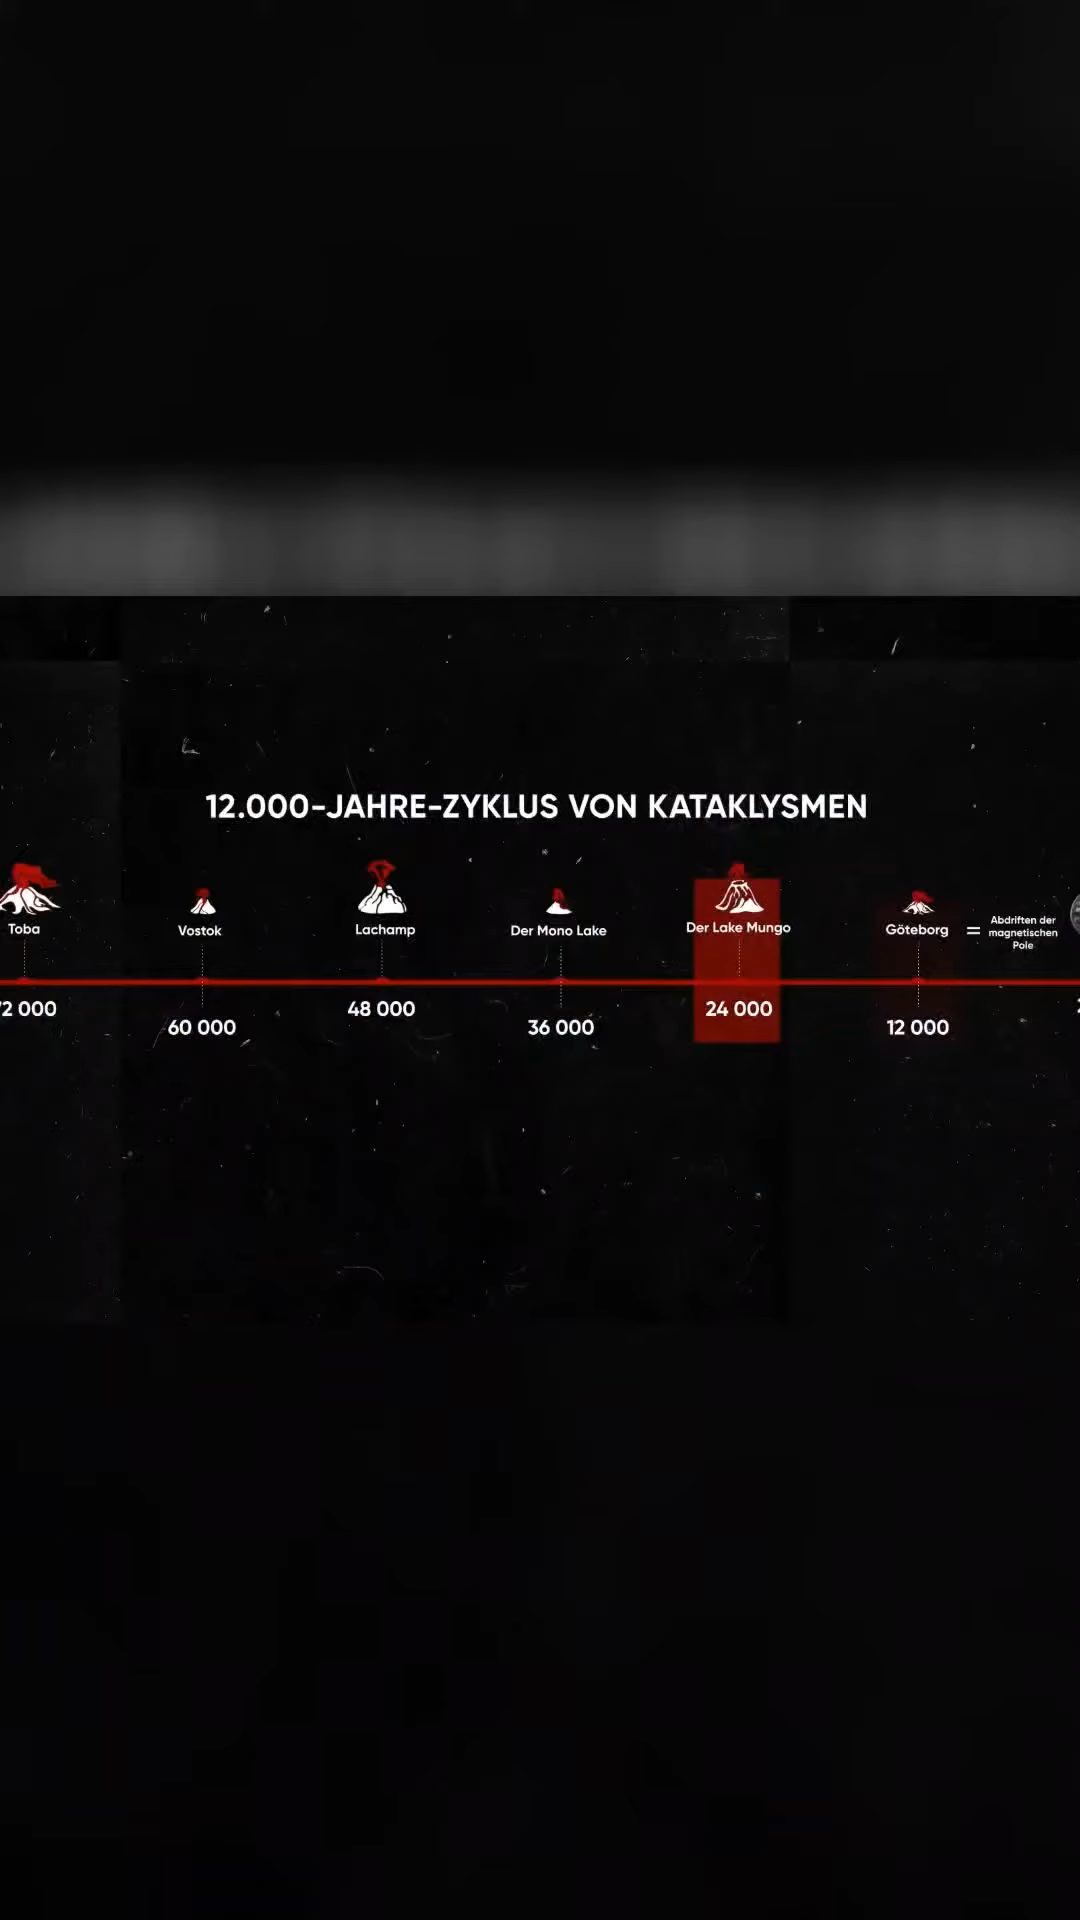 12.000-JAHRE-ZYKLUS VON KATAKLYSMEN
Toba
Vostok
Lachamp
Der Mono Lake
Der Lake Mungo
Göteborg
=
Abdriften der
magnetischen
Pole
72 000
60 000
48 000
36 000
24 000
12 000